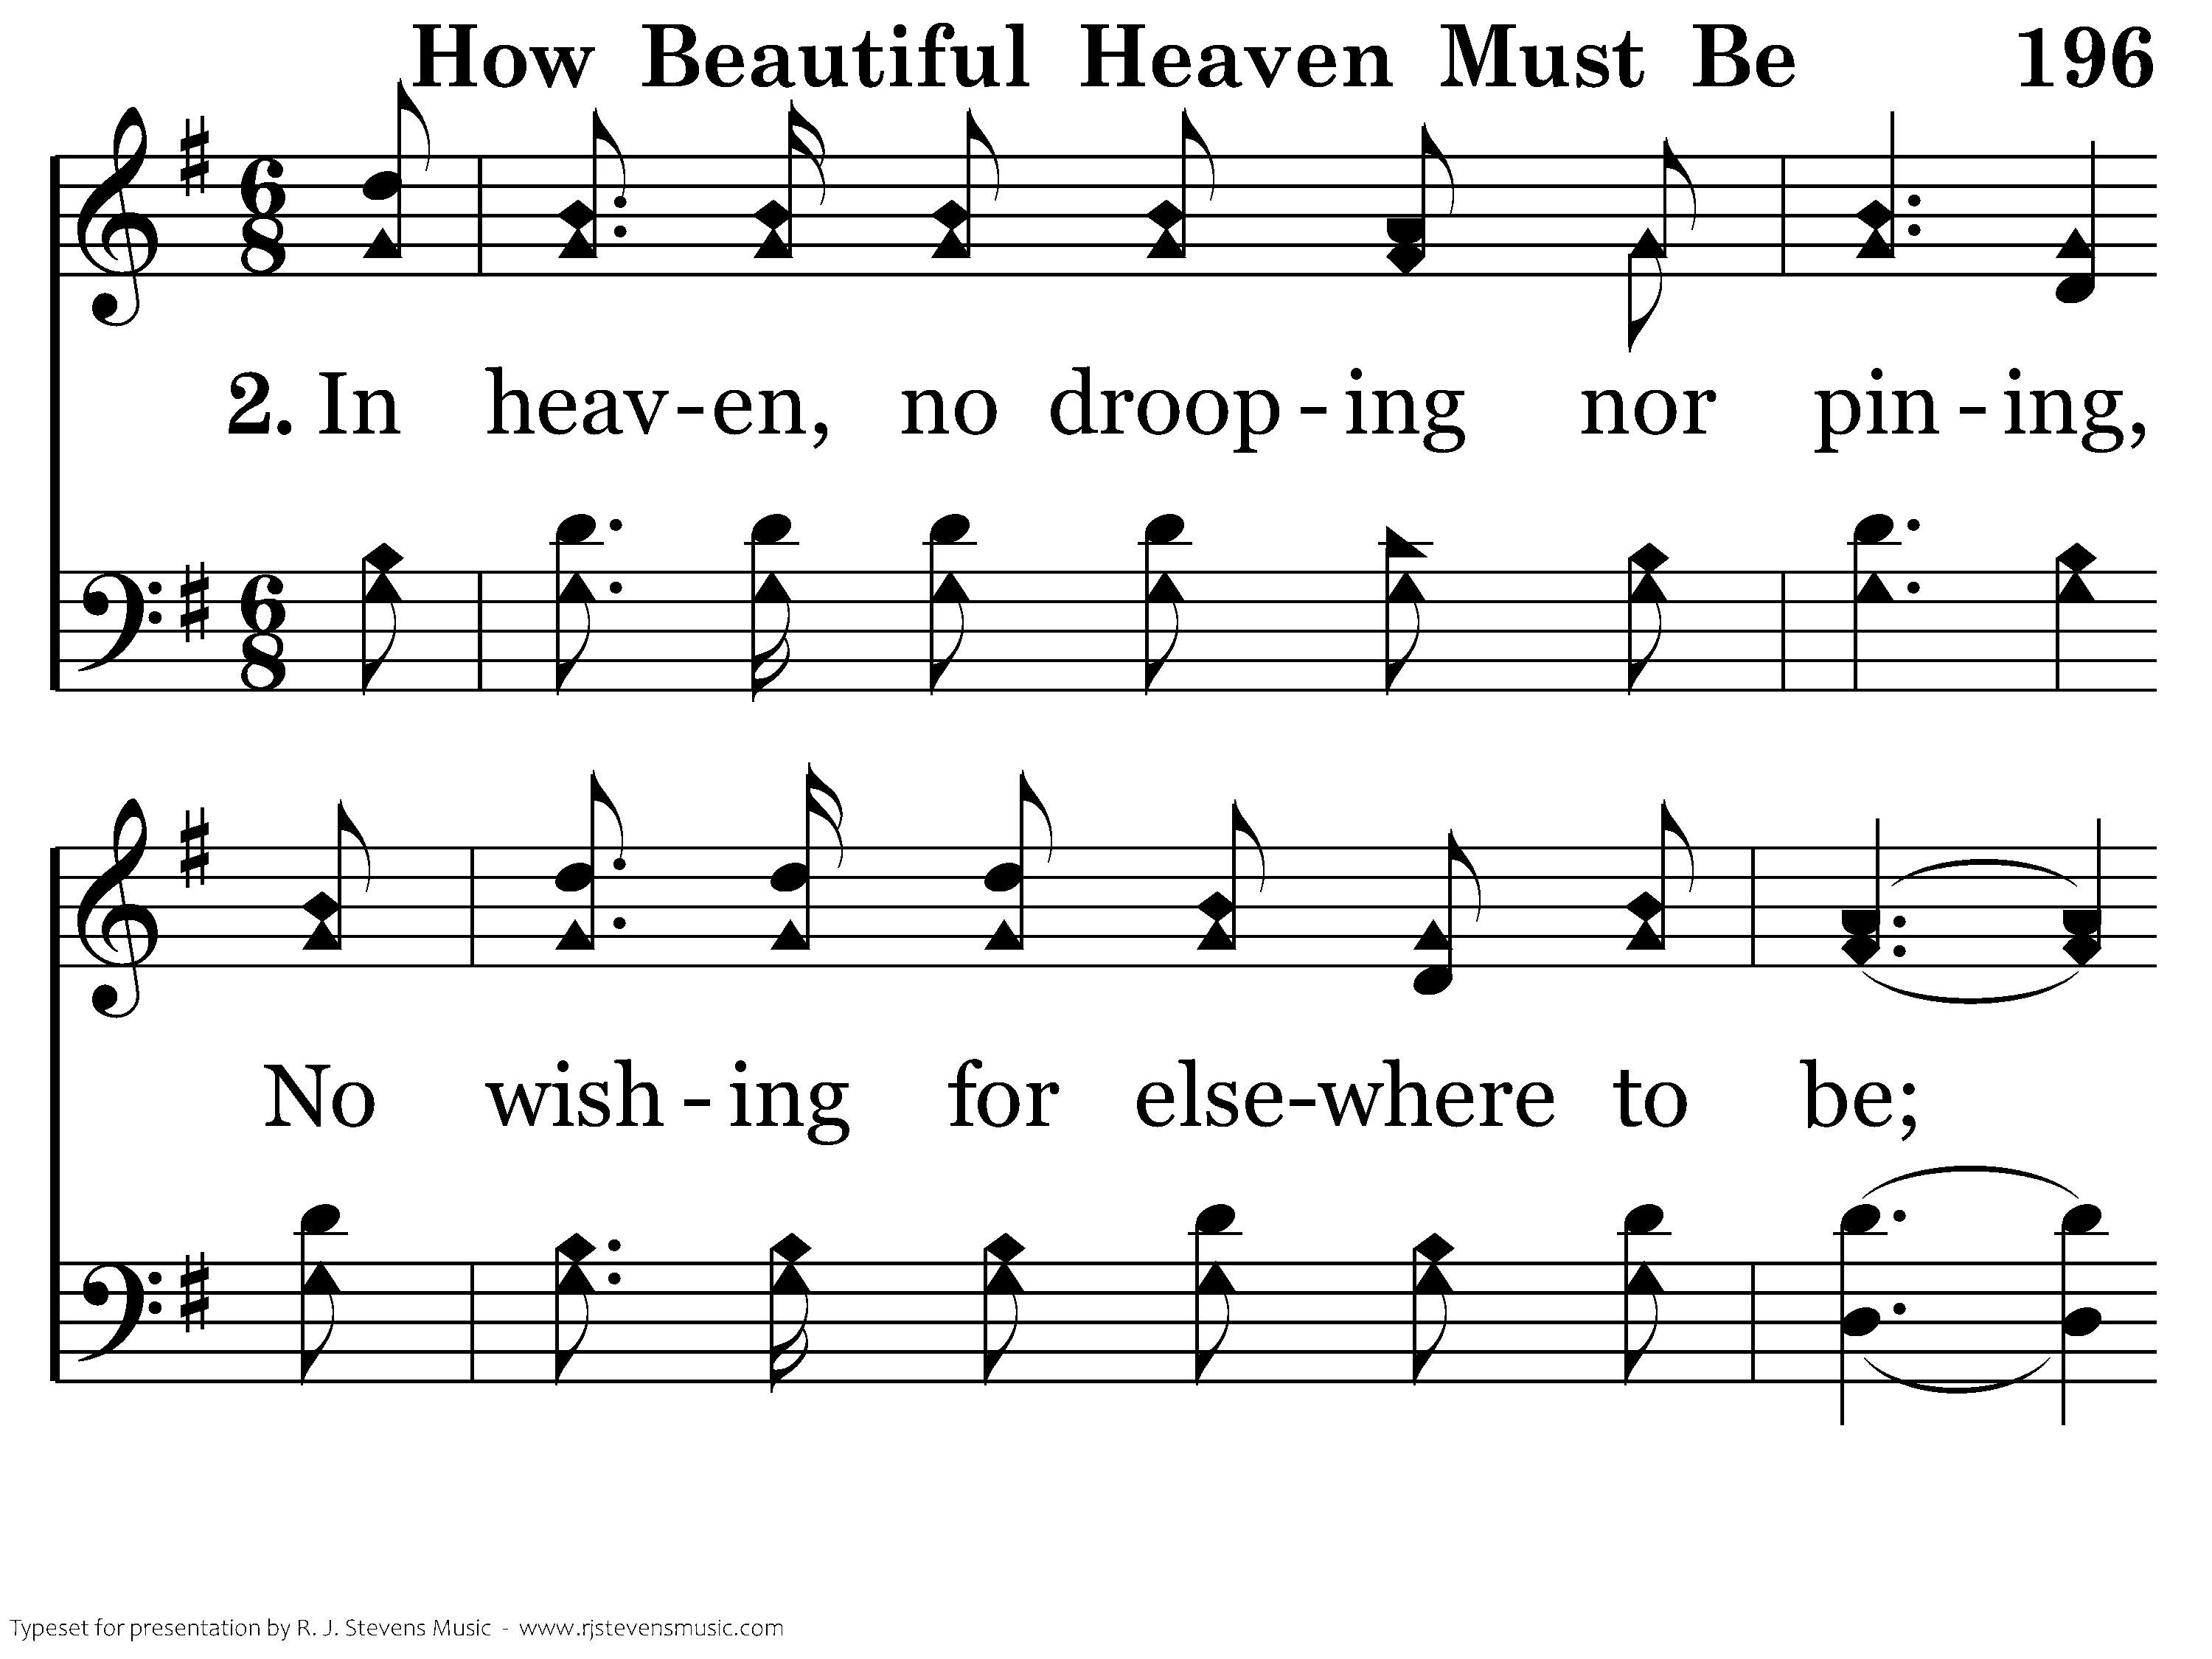 How Beautiful Heaven Must Be 196
2. In heav-en, no droop-ing nor pin-ing,
No wish-ing for else-where to be;
Typeset for presentation by R. J. Stevens Music - www.rjstevensmusic.com